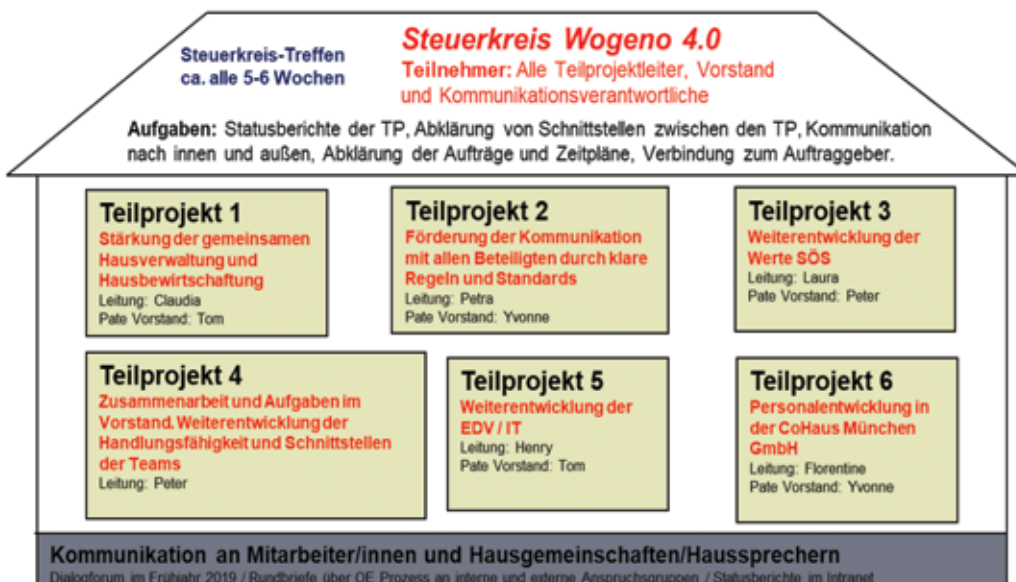 Steuerkreis-Treffen
ca. alle 5-6 Wochen
Steuerkreis Wogeno 4.0
Teilnehmer: Alle Teilprojektleiter, Vorstand
und Kommunikationsverantwortliche
Aufgaben: Statusberichte der TP, Abklärung von Schnittstellen zwischen den TP, Kommunikation
nach innen und außen, Abklärung der Aufträge und Zeitpläne, Verbindung zum Auftraggeber.
Teilprojekt 1
Stärkung der gemeinsamen
Hausverwaltung und
Hausbewirtschaftung
Leitung: Claudia
Pate Vorstand: Tom
Teilprojekt 2
Förderung der Kommunikation
mit allen Beteiligten durch klare
Regeln und Standards
Leitung: Petra
Pate Vorstand: Yvonne
Teilprojekt 3
Weiterentwicklung der
Werte SÖS
Leitung: Laura
Pate Vorstand: Peter
Teilprojekt 4
Zusammenarbeit und Aufgaben im
Vorstand. Weiterentwicklung der
Handlungsfähigkeit und Schnittstellen
der Teams
Leitung: Peter
Teilprojekt 5
Weiterentwicklung der
EDV / IT
Leitung: Henry
Pate Vorstand: Tom
Teilprojekt 6
Personalentwicklung in
der CoHaus München
GmbH
Leitung: Florentine
Pate Vorstand: Yvonne
Kommunikation an Mitarbeiter/innen und Hausgemeinschaften/Haussprechern
Dialogforum im Frühjahr 2019 / Rundbriefe über OE Prozess an interne und externe Anspruchsgruppen / Statusberichte im Intranet